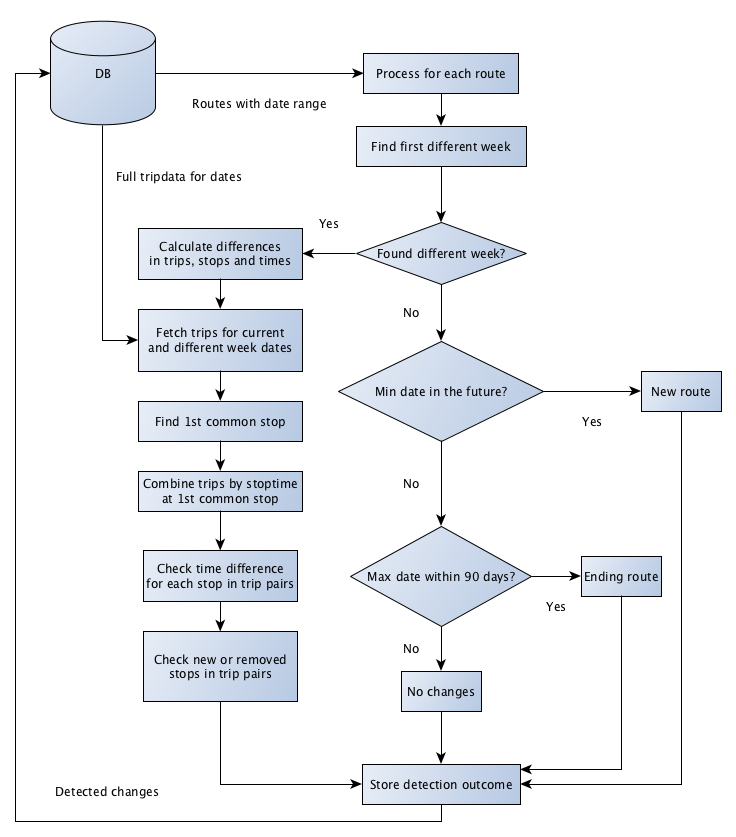 DB
Process for each route
Routes with date range
Find first different week
Full tripdata for dates
Yes
Calculate differences
in trips, stops and times
Found different week?
No
Fetch trips for current
and different week dates
Min date in the future?
New route
Yes
Find 1st common stop
Combine trips by stoptime
at 1st common stop
No
Check time difference
for each stop in trip pairs
Max date within 90 days?
Ending route
Yes
No
Check new or removed
stops in trip pairs
No changes
Store detection outcome
Detected changes